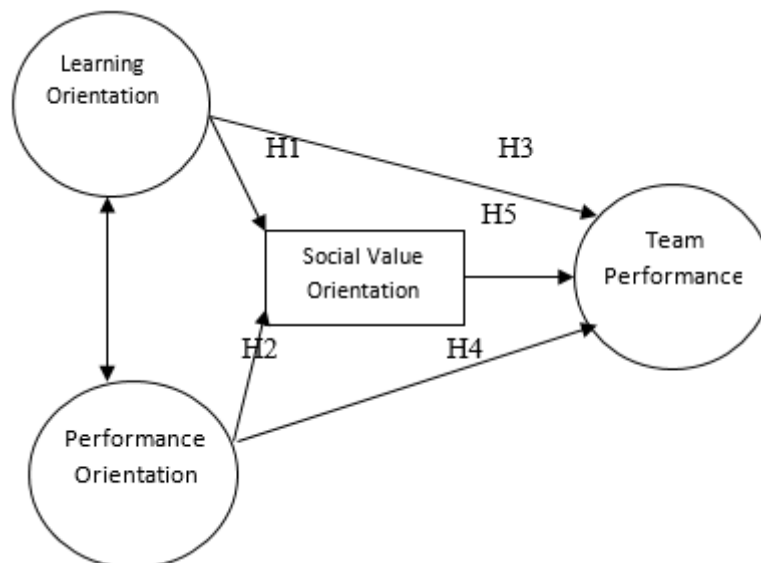 Learning
Orientation
H1
H3
H5
Social Value
Orientation
Team
Performance
H2
H4
Performance
Orientation